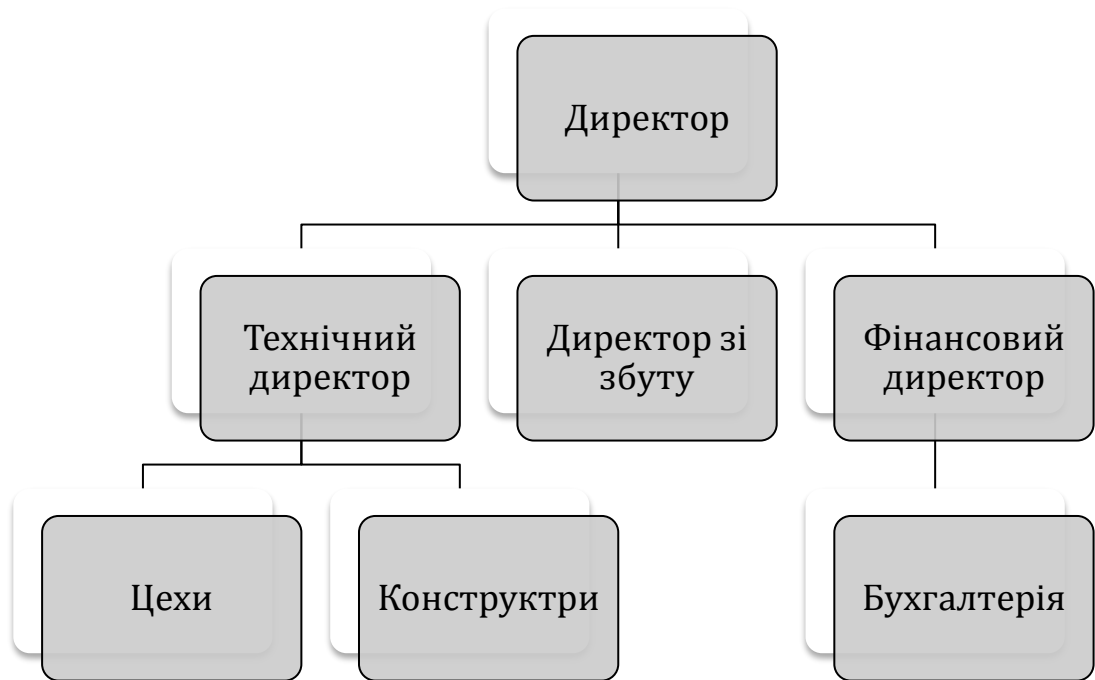 Директор
Технічний
директор
Директор зі
збуту
Фінансовий
директор
Цехи
Конструктри
Бухгалтерія